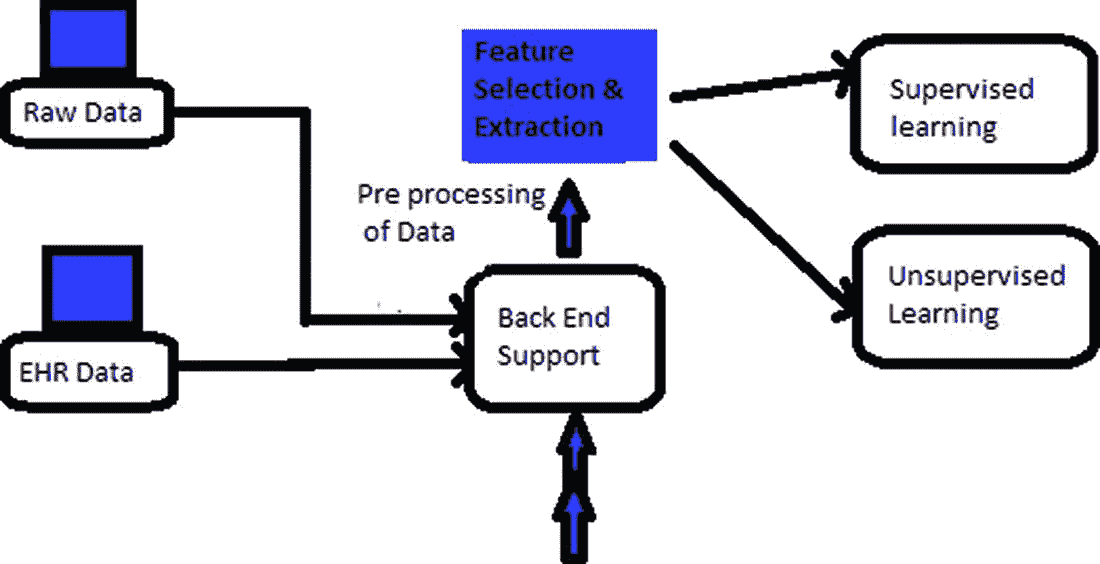 Raw Data
EHR Data
Pre processing
of Data
Back End
Support
Feature
Selection &
Extraction
Supervised
learning
Unsupervised
Learning